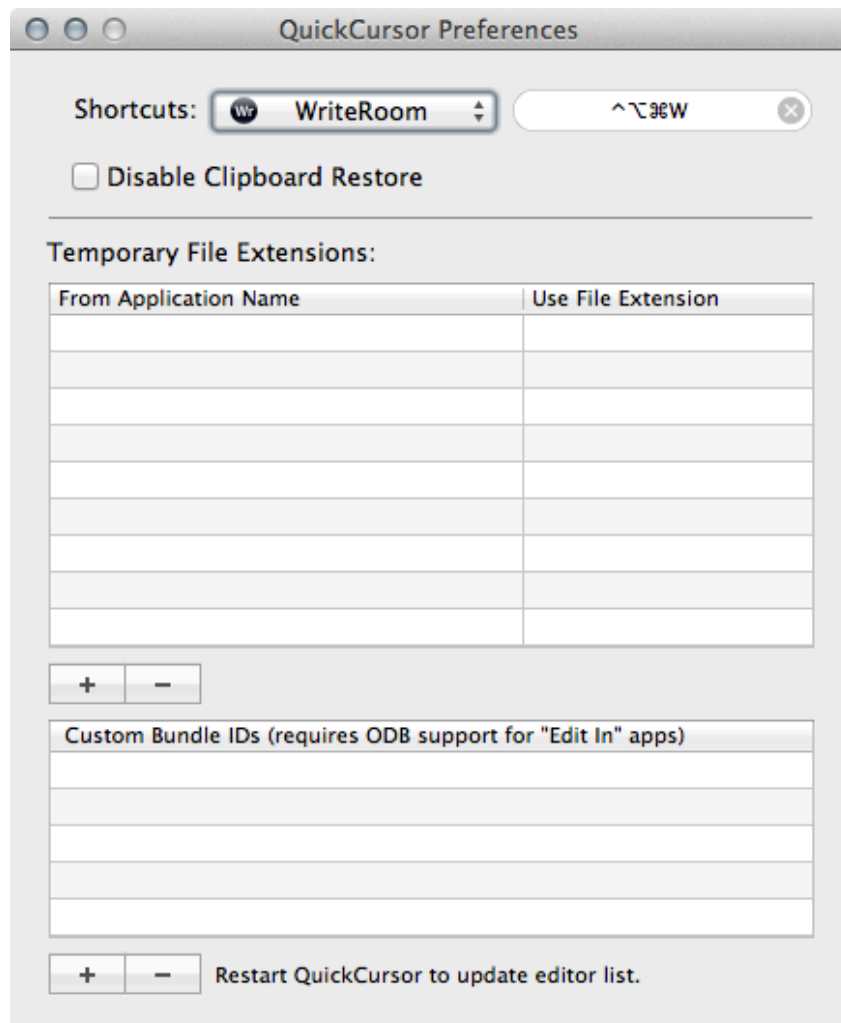 QuickCursor Preferences
Shortcuts: Wr WriteRoom ^⌥⌘W
Disable Clipboard Restore
Temporary File Extensions:
From Application Name Use File Extension
+ −
Custom Bundle IDs (requires ODB support for "Edit In" apps)
+ − Restart QuickCursor to update editor list.